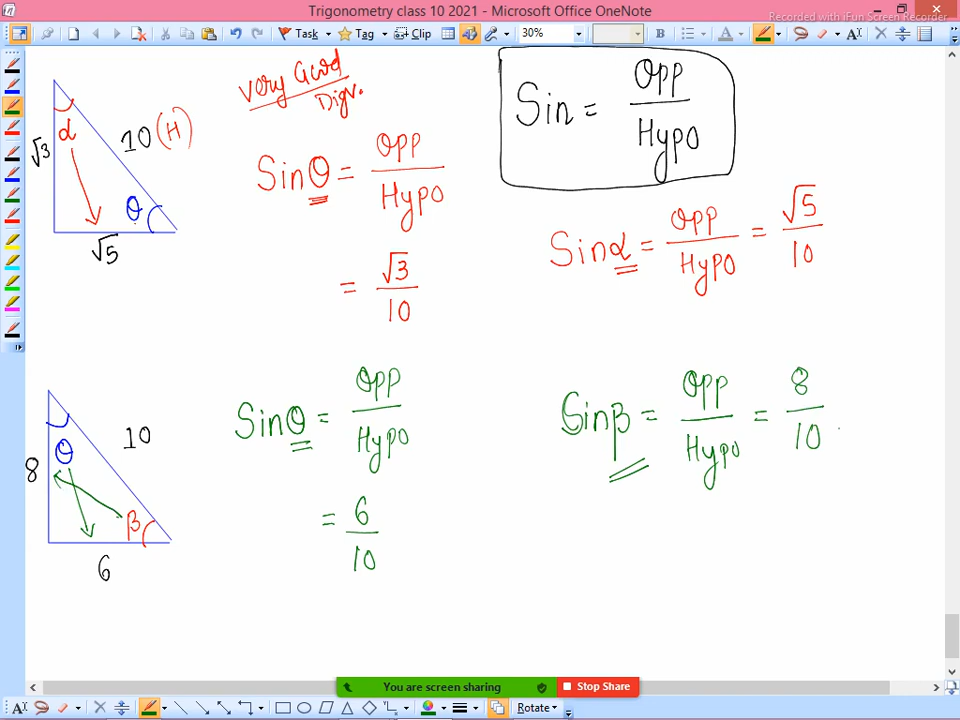 Trigonometry class 10 2021 - Microsoft Office OneNote
Recorded with iFun Screen Recorder
Task Tag Clip 30% B A
very Good
Digr.
Sin = Opp / Hypo
α 10 (H)
√3
θ
√5
Sinθ = Opp / Hypo
= √3 / 10
Sinα = Opp / Hypo = √5 / 10
θ 10
8
β
6
Sinθ = Opp / Hypo
= 6 / 10
Sinβ = Opp / Hypo = 8 / 10
You are screen sharing Stop Share
Rotate